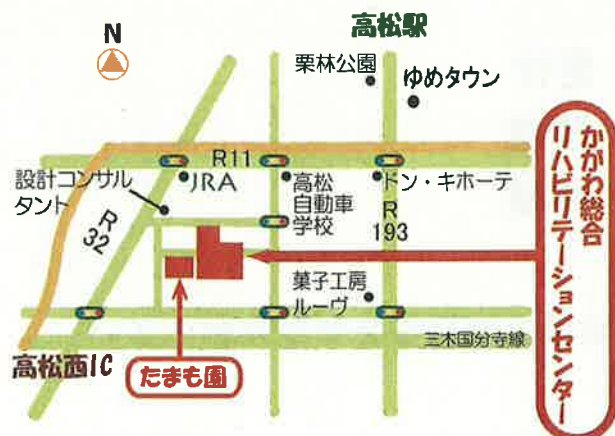 高松駅
N
栗林公園
ゆめタウン
R11
設計コンサル
タント
JRA
高松
自動車
学校
ドン・キホーテ
R
32
R
193
かがわ総合
リハビリテーションセンター
菓子工房
ルーヴ
三木国分寺線
高松西IC
たまも園